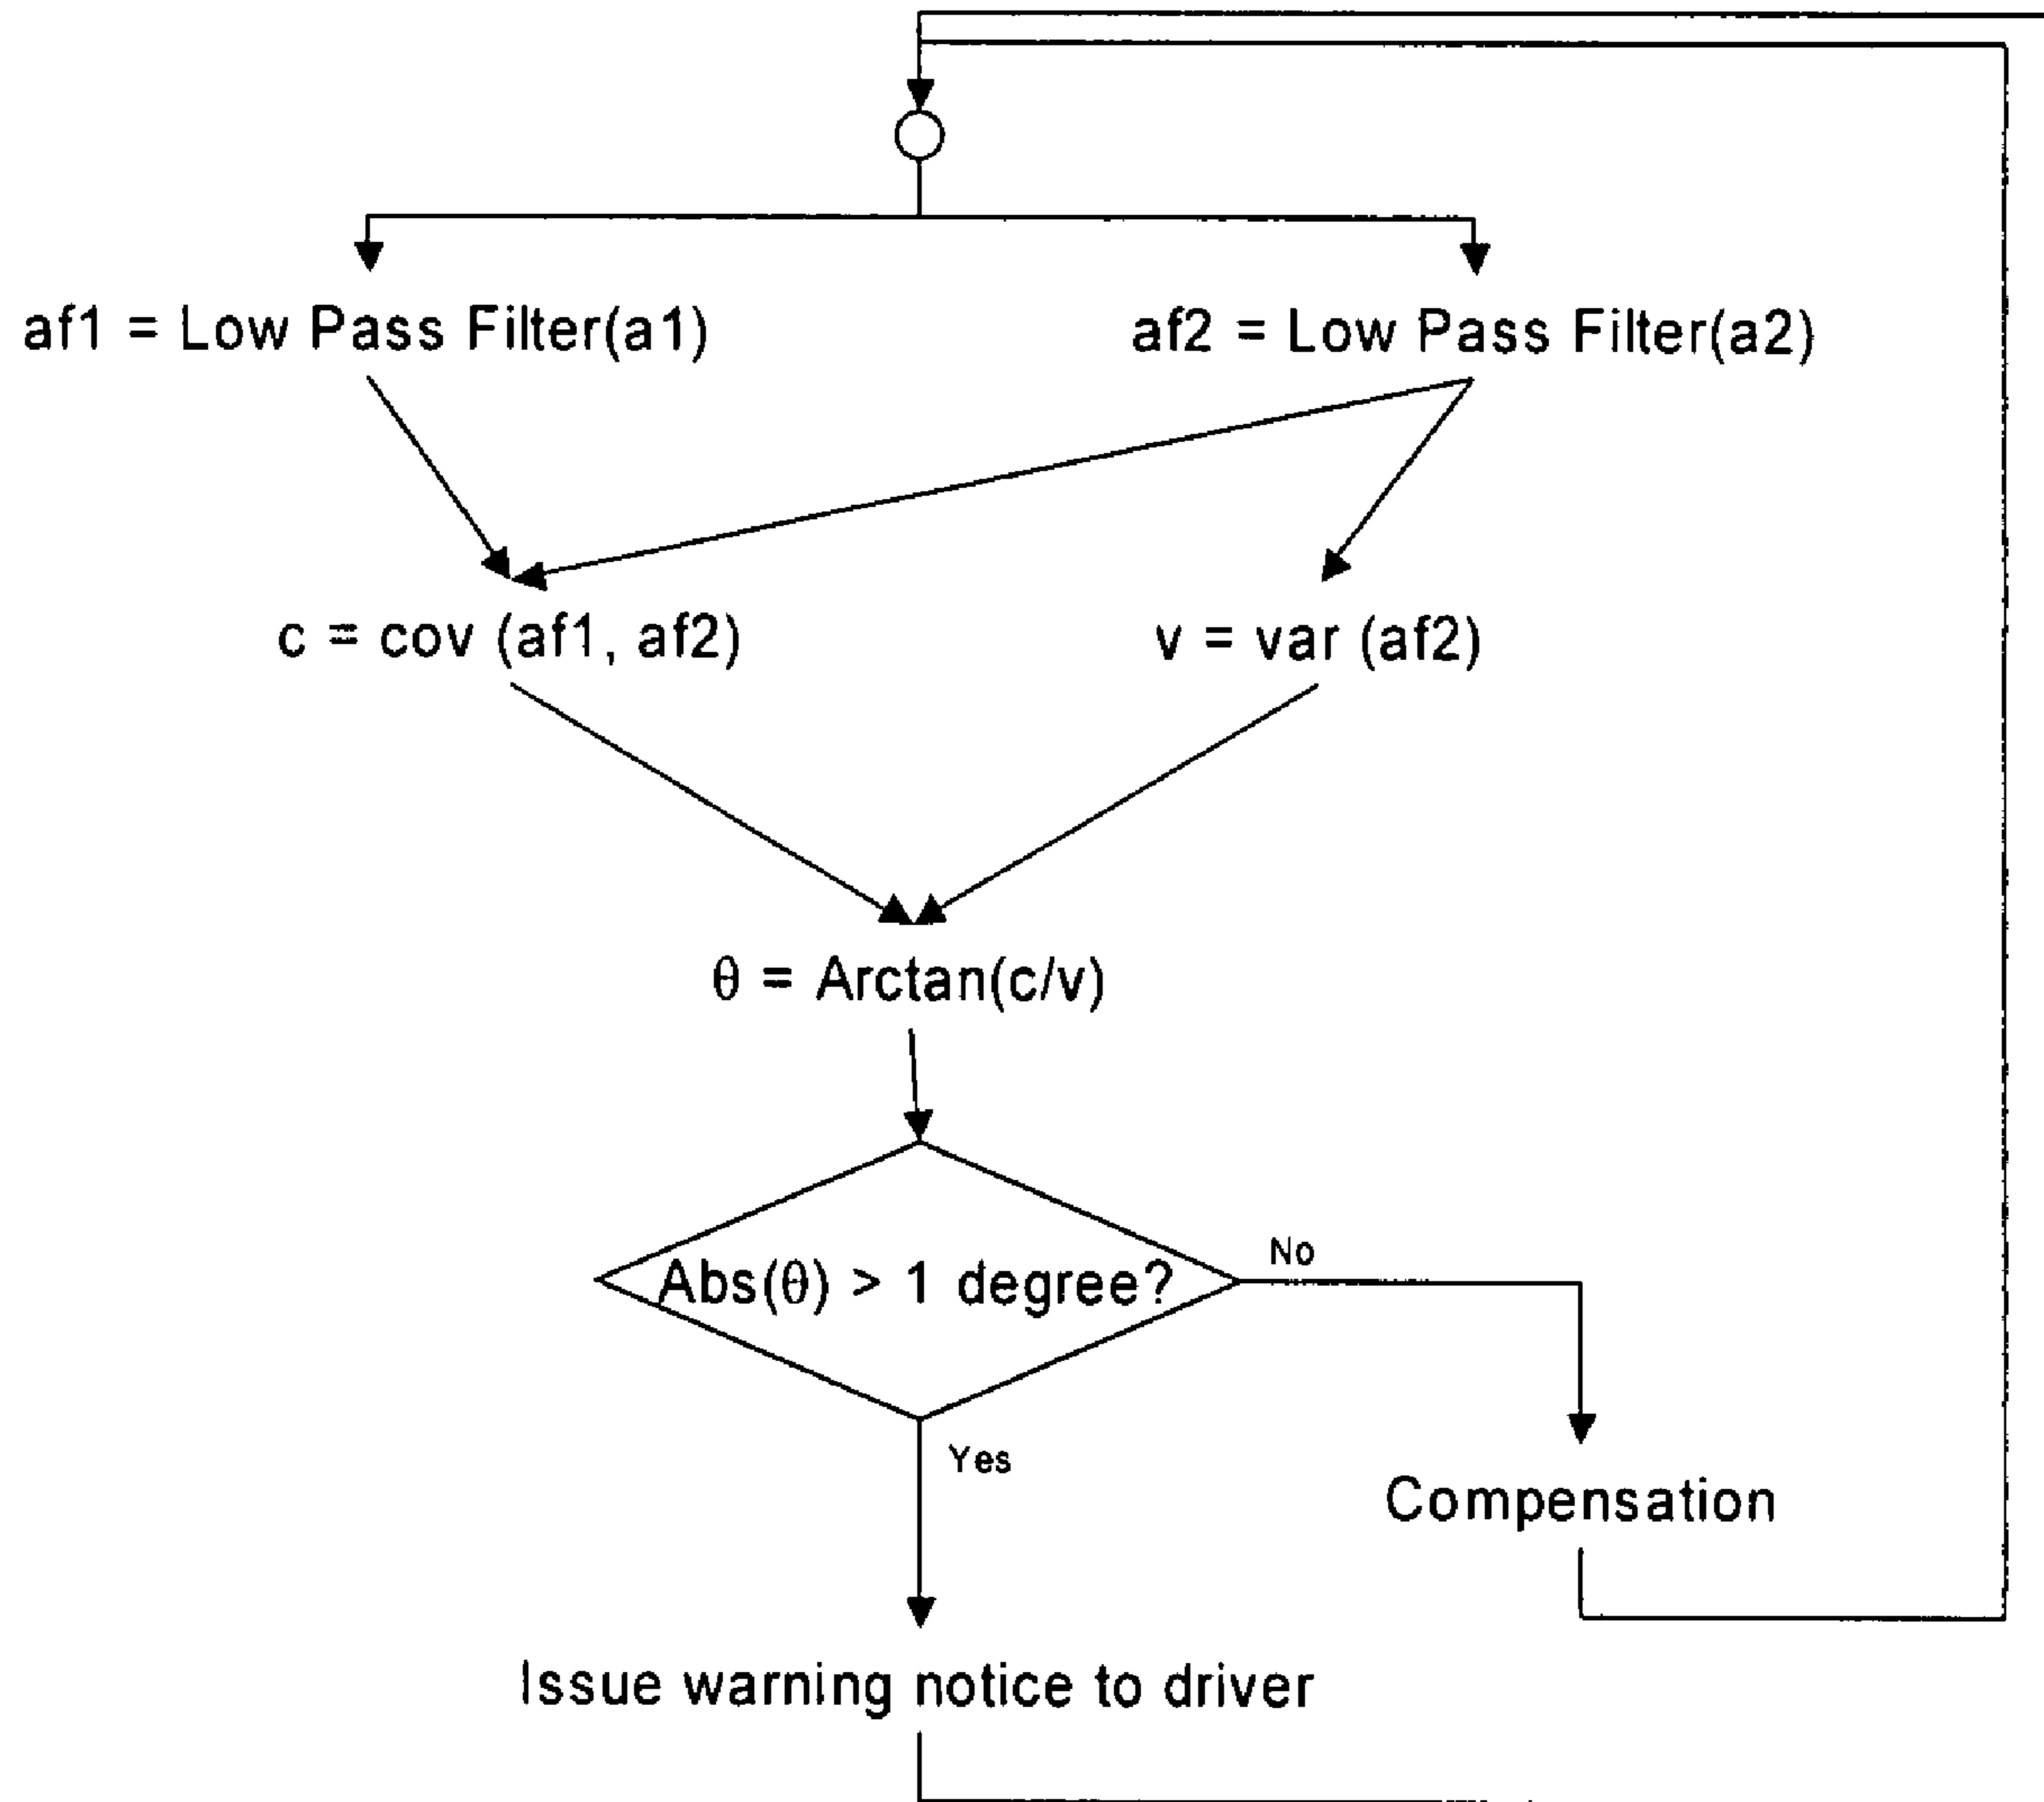 af1 = Low Pass Filter(a1)
af2 = Low Pass Filter(a2)
c = cov (af1, af2)
v = var (af2)
θ = Arctan(c/v)
Abs(θ) > 1 degree?
No
Yes
Compensation
Issue warning notice to driver